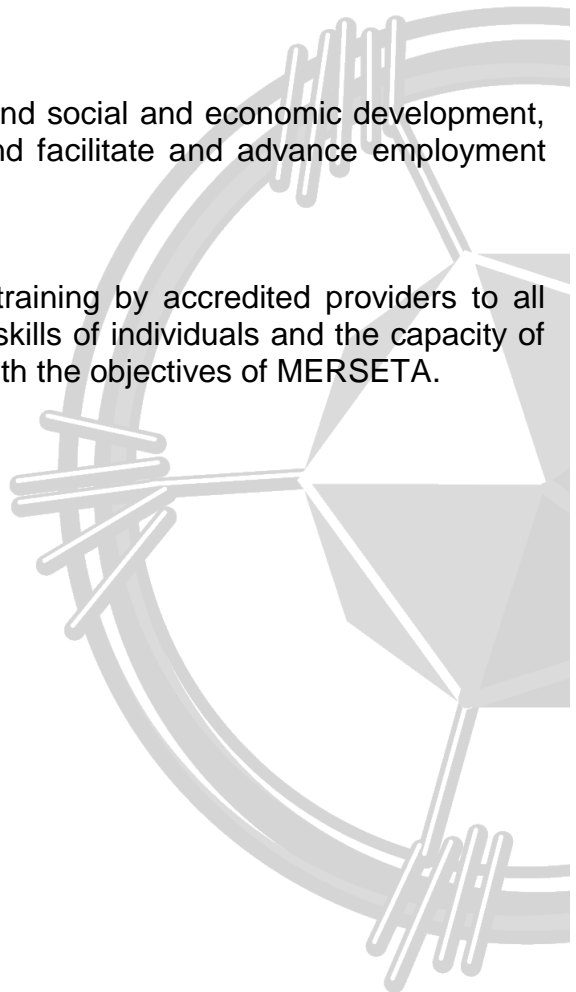 nd social and economic development,
nd facilitate and advance employment
training by accredited providers to all
skills of individuals and the capacity of
th the objectives of MERSETA.